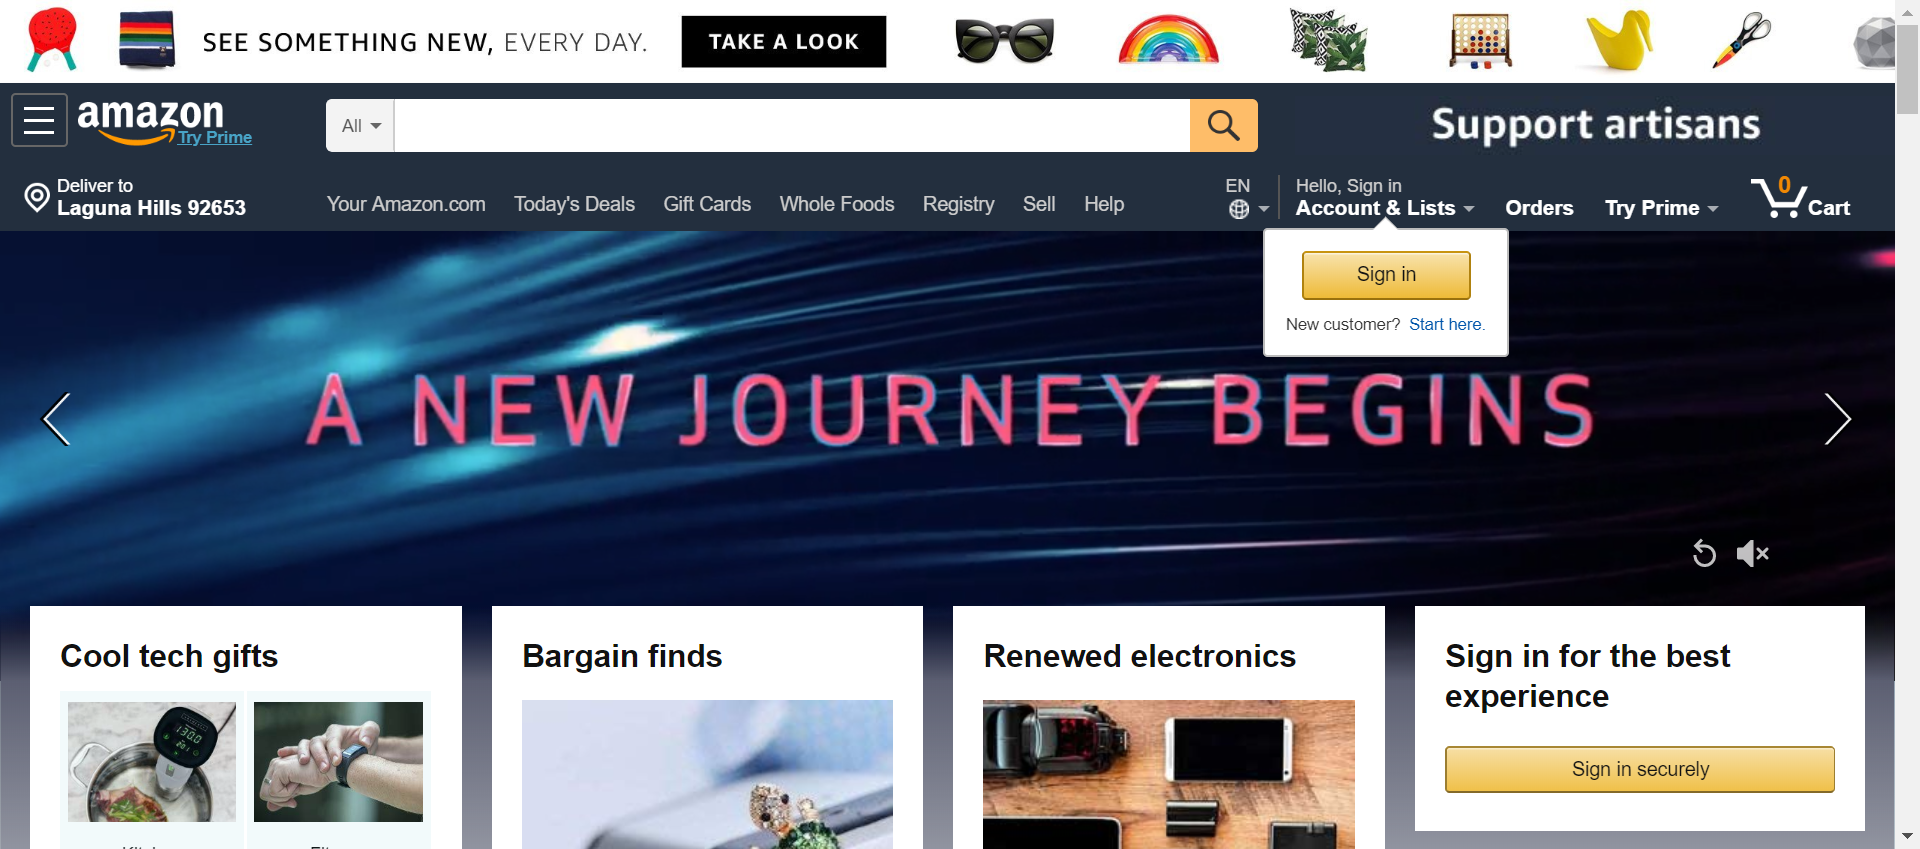 SEE SOMETHING NEW, EVERY DAY.
TAKE A LOOK
amazon
Try Prime
All
Support artisans
Deliver to
Laguna Hills 92653
Your Amazon.com
Today's Deals
Gift Cards
Whole Foods
Registry
Sell
Help
EN
Hello, Sign in
Account & Lists
Orders
Try Prime
0
Cart
Sign in
New customer? Start here.
A NEW JOURNEY BEGINS
Cool tech gifts
Bargain finds
Renewed electronics
Sign in for the best
experience
Sign in securely
130.0